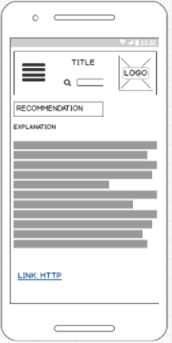 TITLE
LOGO
RECOMMENDATION
EXPLANATION
LINK: HTTP